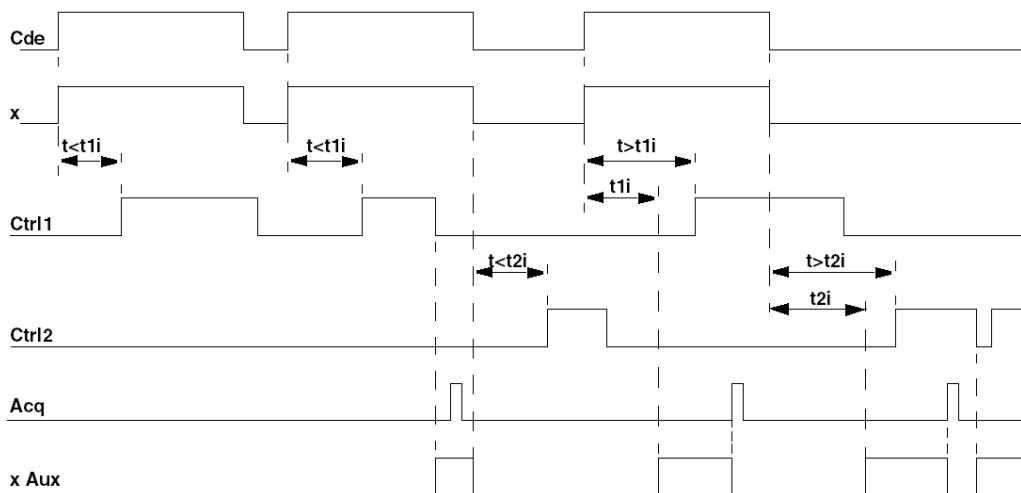 Cde
x
t<t1i
t<t1i
t>t1i
t1i
Ctrl1
t<t2i
t>t2i
t2i
Ctrl2
Acq
x Aux